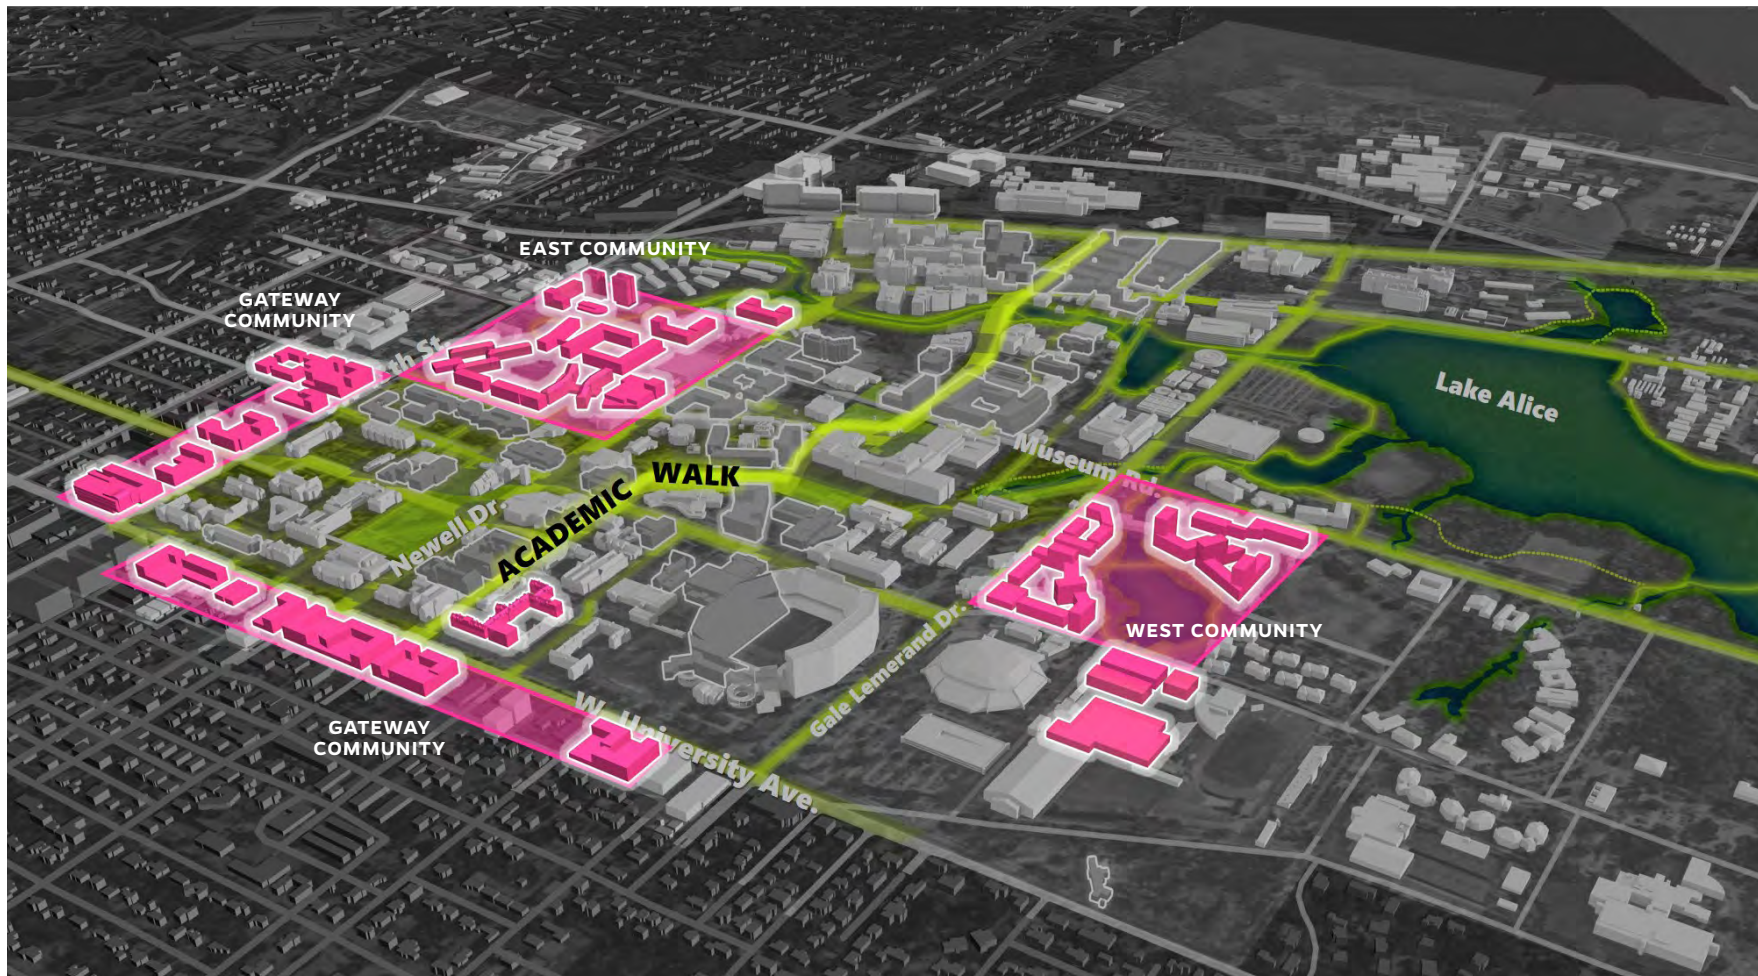 EAST COMMUNITY
GATEWAY
COMMUNITY
St
Lake Alice
Museum Rd.
WALK
ACADEMIC
Newell Dr.
WEST COMMUNITY
Gale Lemerand Dr.
W. University Ave.
GATEWAY
COMMUNITY